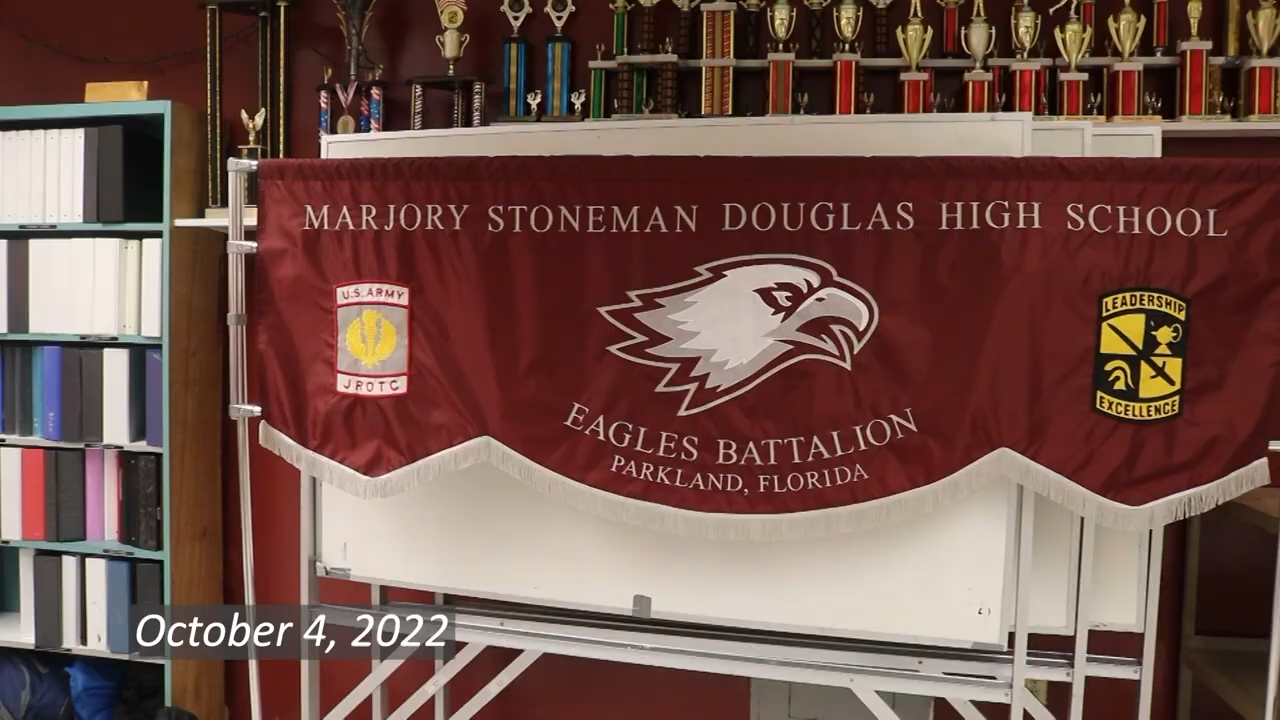 MARJORY STONEMAN DOUGLAS HIGH SCHOOL
U.S. ARMY
JROTC
LEADERSHIP
EXCELLENCE
EAGLES BATTALION
PARKLAND, FLORIDA
October 4, 2022